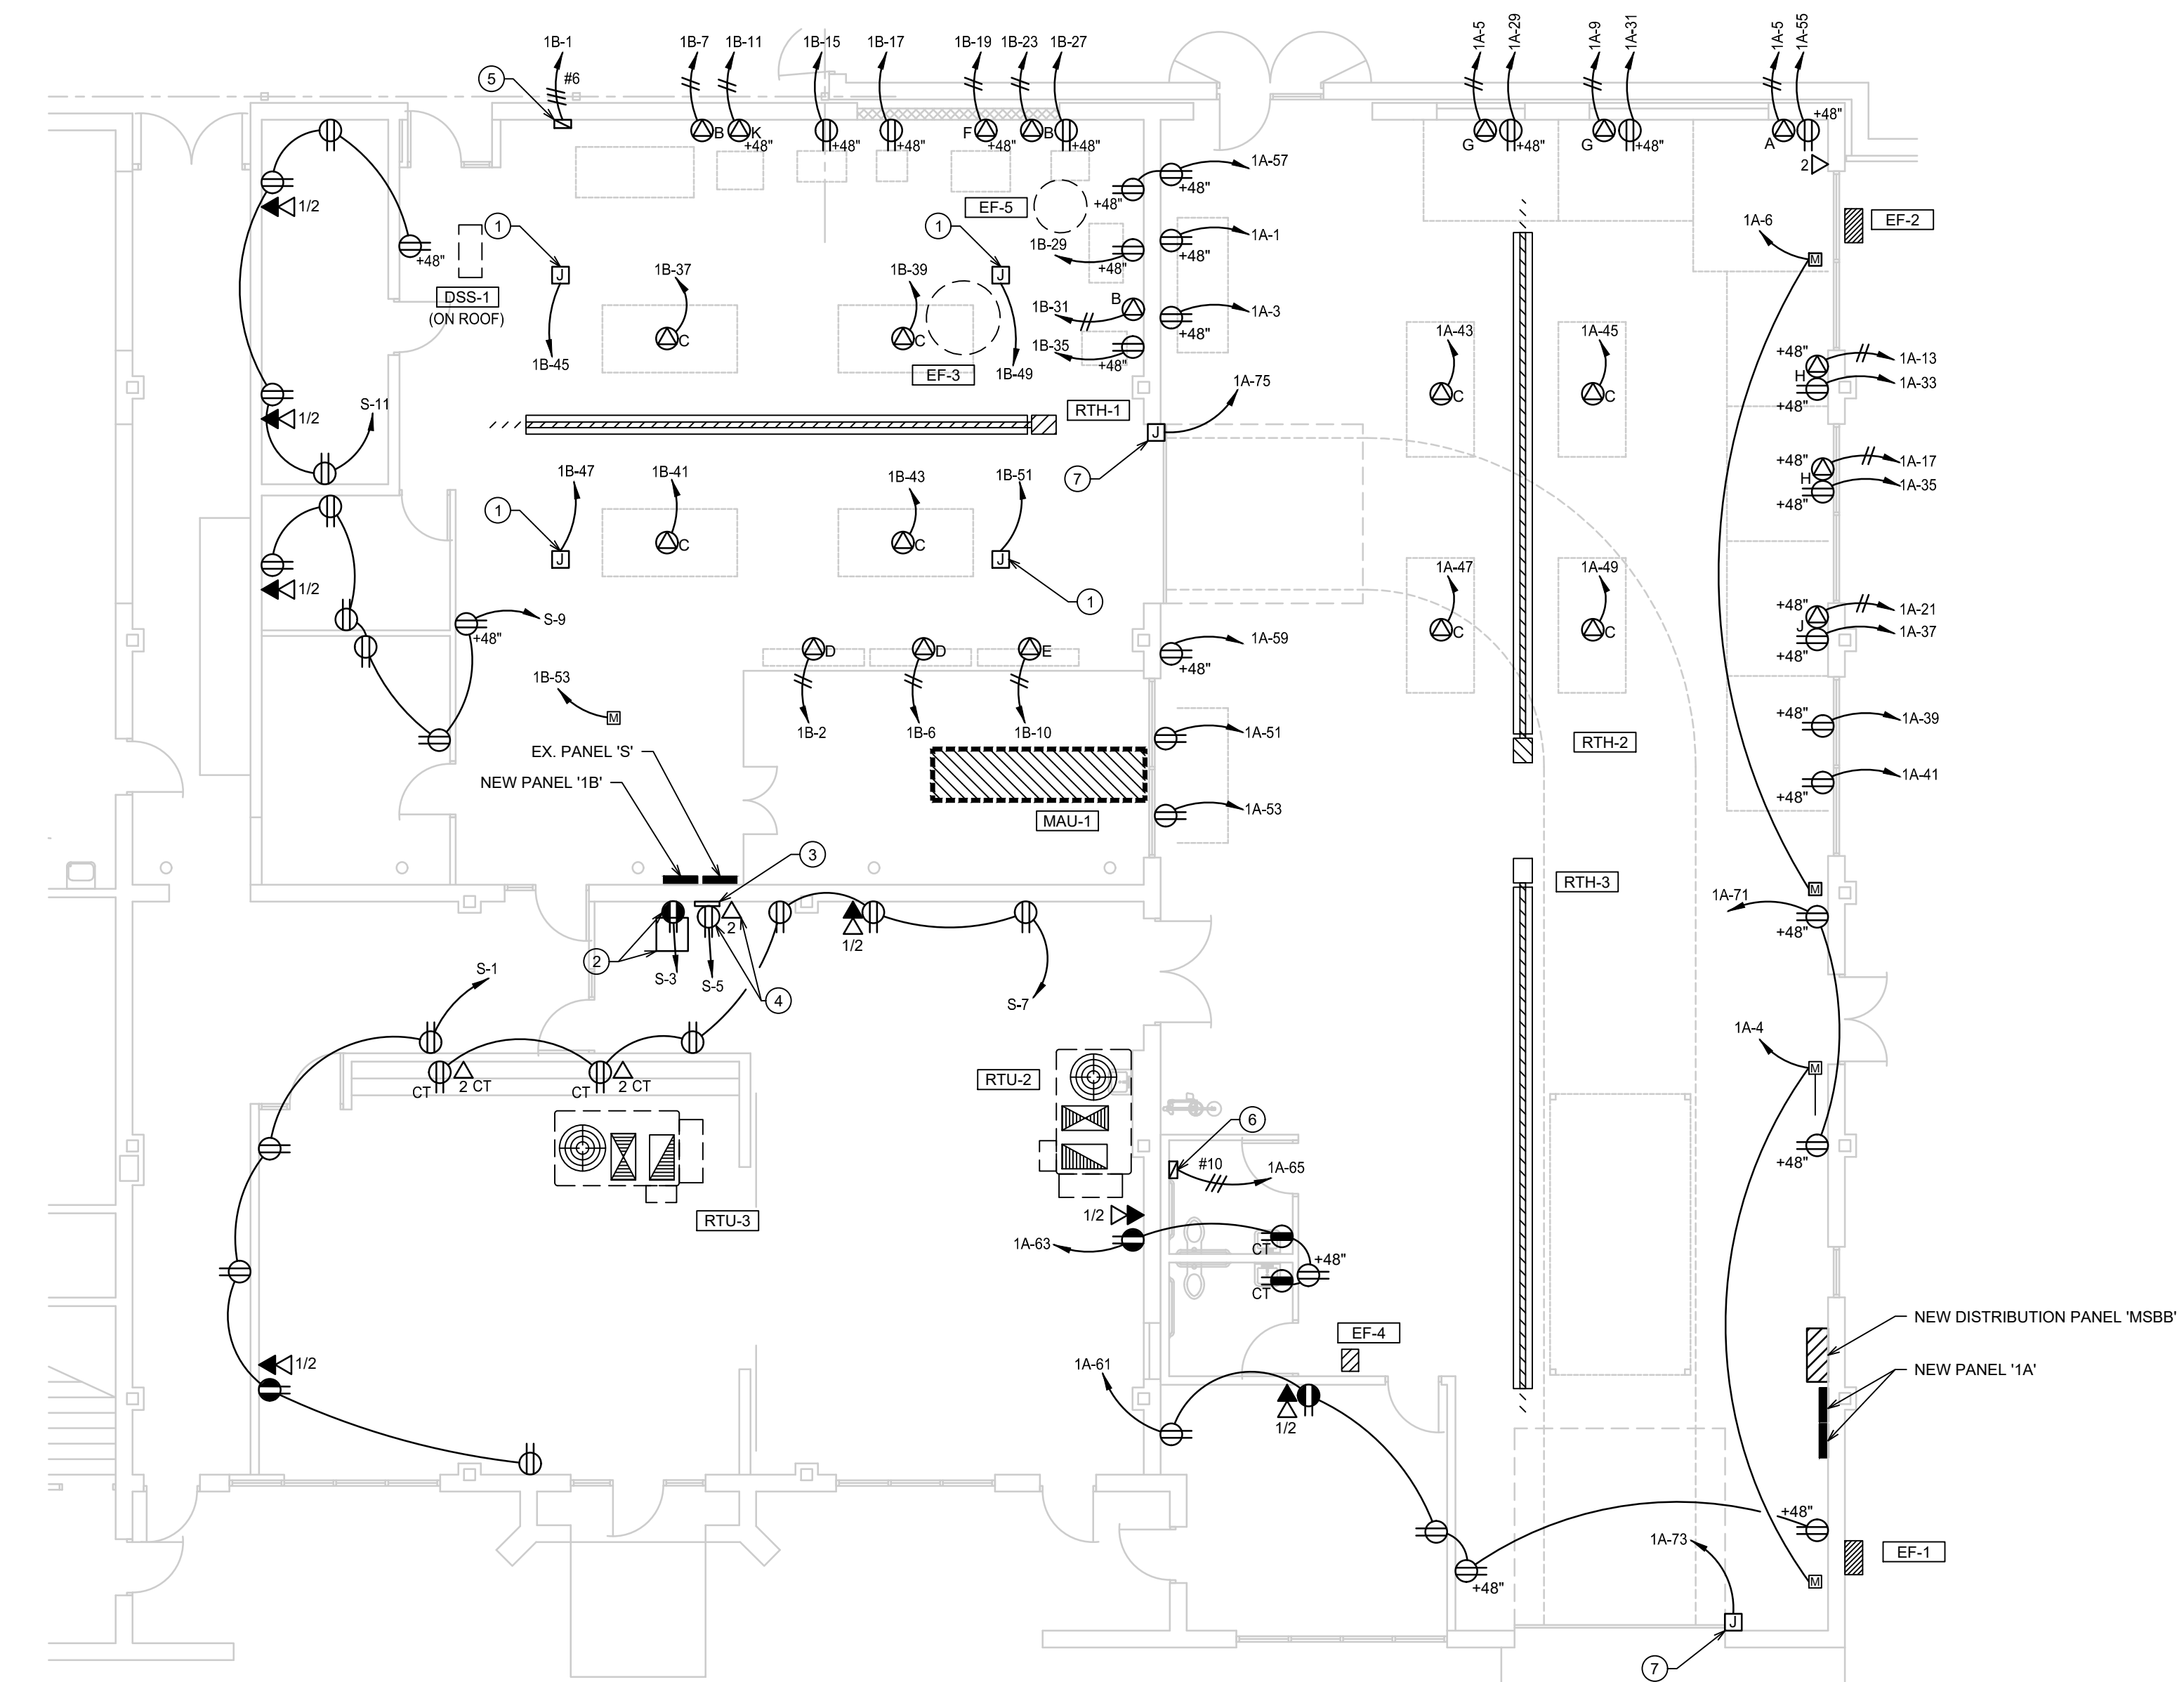 1B-1
1B-7
1B-11
1B-15
1B-17
1B-19
1B-23
1B-27
1A-5
1A-29
1A-9
1A-31
1A-5
1A-55
5
#6
B
K
+48"
+48"
+48"
F
+48"
B
+48"
G
+48"
G
+48"
A
+48"
2
1/2
+48"
DSS-1
(ON ROOF)
1
J
1B-45
1B-37
C
1B-39
C
EF-3
1
J
1B-49
EF-5
+48"
+48"
1A-57
1B-29
+48"
+48"
1A-1
B
1B-31
1B-35
+48"
+48"
1A-3
1A-6
M
EF-2
1A-43
C
1A-45
C
+48"
H
+48"
1A-13
1A-33
1/2
S-11
RTH-1
1A-75
J
7
+48"
H
+48"
1A-17
1A-35
1B-47
1
J
1B-41
C
1B-43
C
1B-51
J
1
1A-47
C
1A-49
C
1/2
+48"
S-9
+48"
J
+48"
1A-21
1A-37
1B-53
M
D
1B-2
D
1B-6
E
1B-10
+48"
1A-59
+48"
1A-39
EX. PANEL 'S'
NEW PANEL '1B'
MAU-1
1A-51
1A-53
RTH-2
+48"
1A-41
3
RTH-3
M
1A-71
+48"
2
S-3
S-5
2
4
1/2
S-7
S-1
CT
2 CT
CT
2 CT
RTU-3
RTU-2
1A-4
M
+48"
6
#10
1A-65
1/2
1A-63
CT
CT
+48"
EF-4
1/2
1A-61
1/2
NEW DISTRIBUTION PANEL 'MSBB'
NEW PANEL '1A'
+48"
+48"
1A-73
M
EF-1
J
7